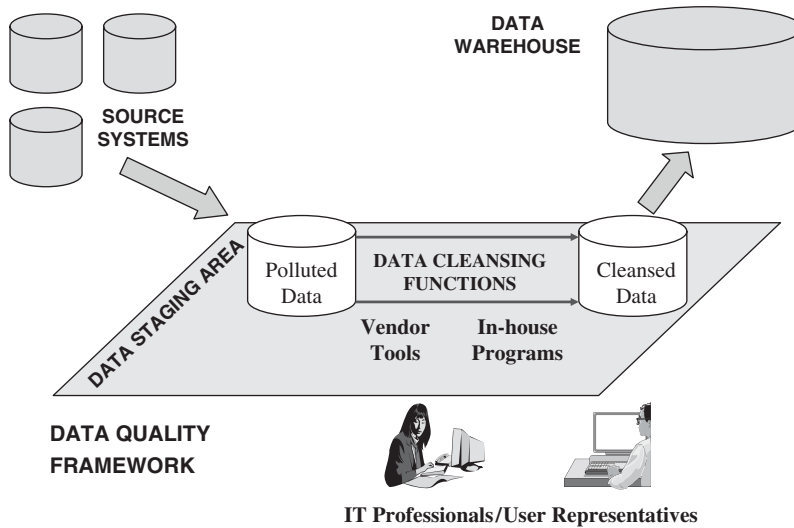 DATA
WAREHOUSE
SOURCE
SYSTEMS
DATA STAGING AREA
Polluted
Data
DATA CLEANSING
FUNCTIONS
Cleansed
Data
Vendor
Tools
In-house
Programs
DATA QUALITY
FRAMEWORK
IT Professionals/User Representatives